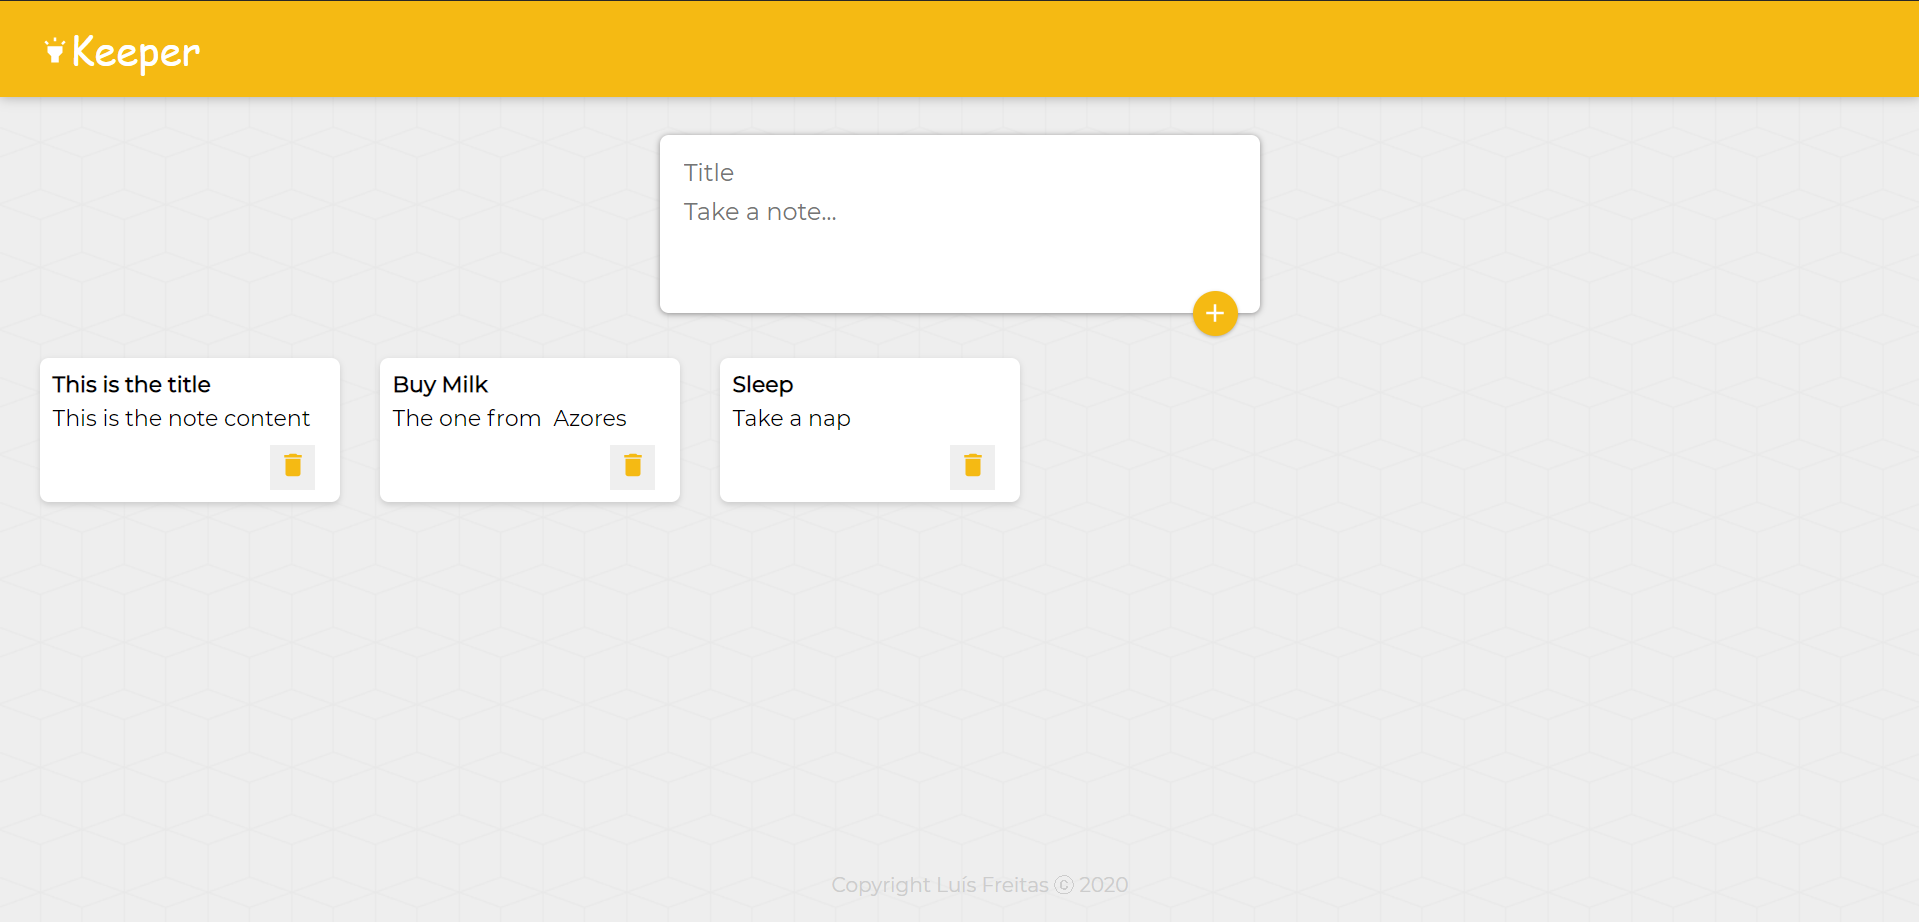 Keeper
Title
Take a note...
This is the title
This is the note content
Buy Milk
The one from  Azores
Sleep
Take a nap
Copyright Luís Freitas ⓒ 2020